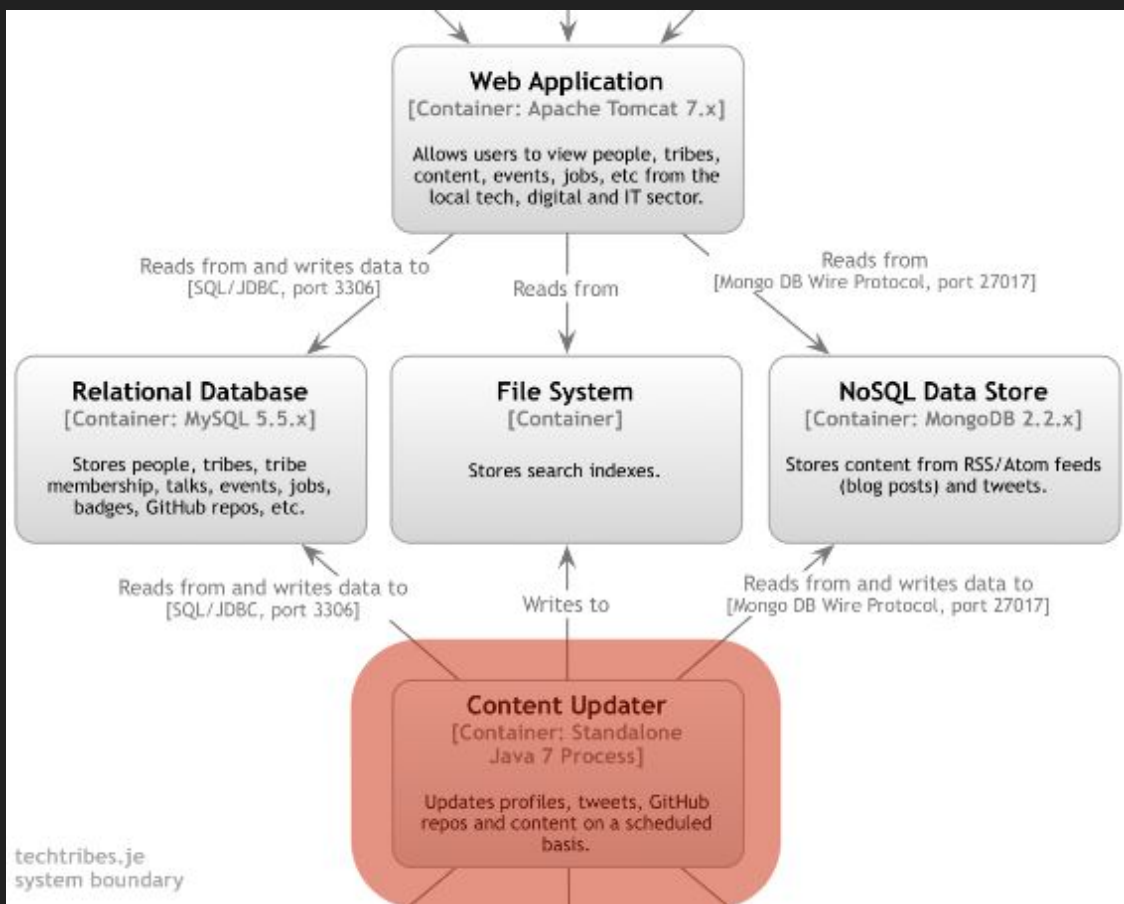 Web Application
[Container: Apache Tomcat 7.x]
Allows users to view people, tribes,
content, events, jobs, etc from the
local tech, digital and IT sector.
Reads from and writes data to
[SQL/JDBC, port 3306]
Reads from
Reads from
[Mongo DB Wire Protocol, port 27017]
Relational Database
[Container: MySQL 5.5.x]
Stores people, tribes, tribe
membership, talks, events, jobs,
badges, GitHub repos, etc.
File System
[Container]
Stores search indexes.
NoSQL Data Store
[Container: MongoDB 2.2.x]
Stores content from RSS/Atom feeds
(blog posts) and tweets.
Reads from and writes data to
[SQL/JDBC, port 3306]
Writes to
Reads from and writes data to
[Mongo DB Wire Protocol, port 27017]
Content Updater
[Container: Standalone
Java 7 Process]
Updates profiles, tweets, GitHub
repos and content on a scheduled
basis.
techtribes.je
system boundary